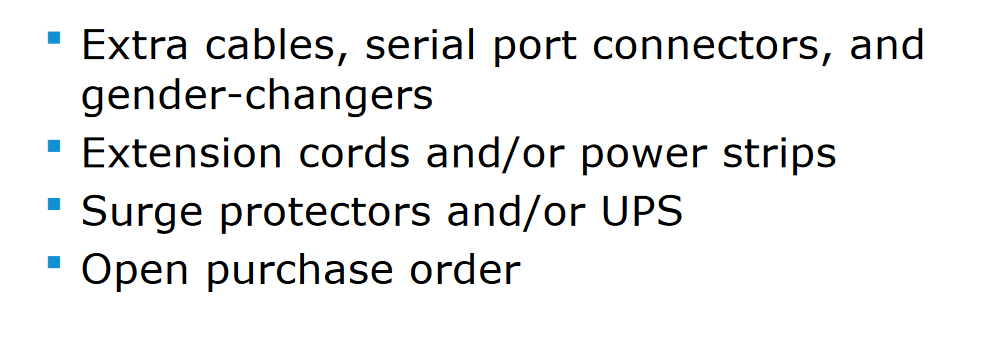 ▪ Extra cables, serial port connectors, and
gender-changers
▪ Extension cords and/or power strips
▪ Surge protectors and/or UPS
▪ Open purchase order